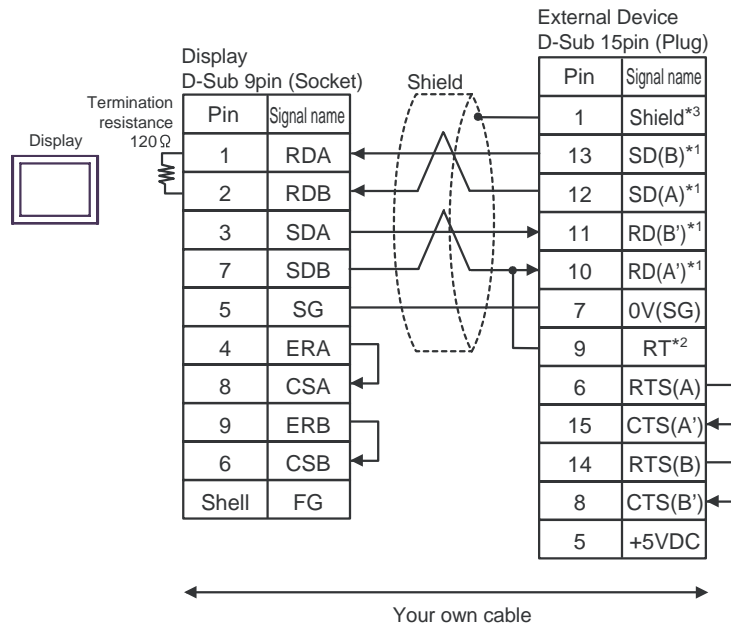 External Device
D-Sub 15pin (Plug)
Display
D-Sub 9pin (Socket)
Shield
Termination
resistance
120Ω
Display
Pin Signal name
1 RDA
2 RDB
3 SDA
7 SDB
5 SG
4 ERA
8 CSA
9 ERB
6 CSB
Shell FG
Pin Signal name
1 Shield*3
13 SD(B)*1
12 SD(A)*1
11 RD(B')*1
10 RD(A')*1
7 0V(SG)
9 RT*2
6 RTS(A)
15 CTS(A')
14 RTS(B)
8 CTS(B')
5 +5VDC
Your own cable